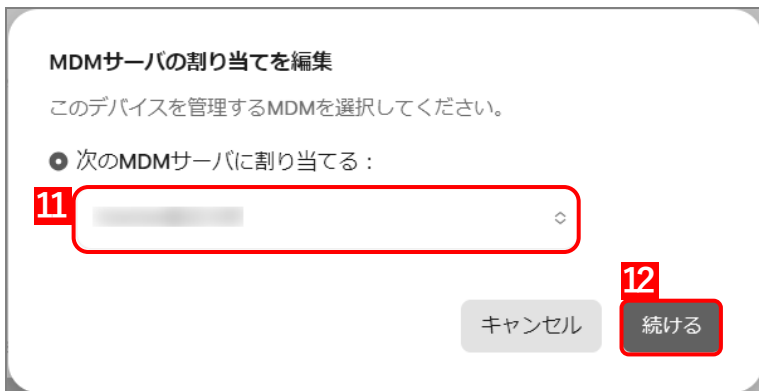 MDMサーバの割り当てを編集
このデバイスを管理するMDMを選択してください。
次のMDMサーバに割り当てる：
11
12
キャンセル
続ける